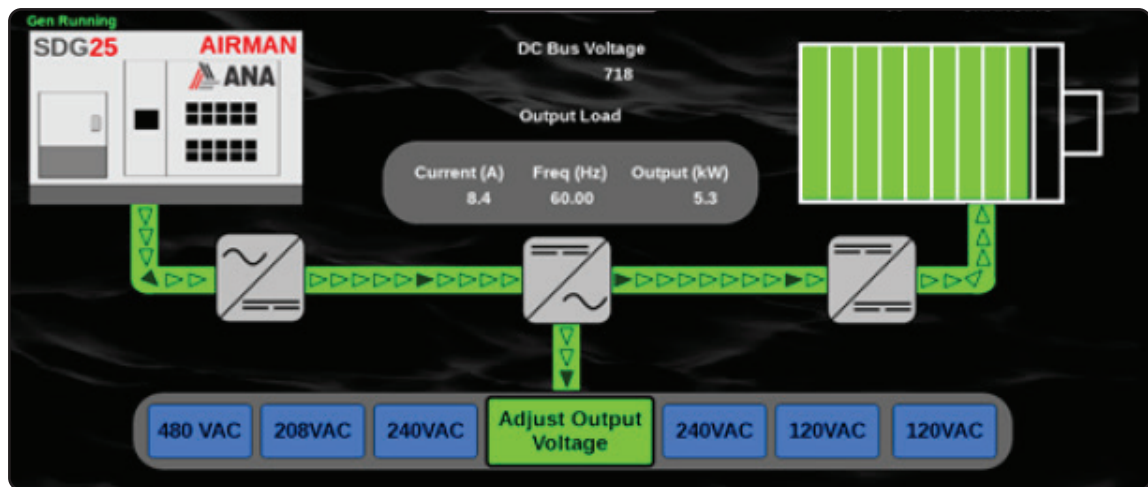 Gen Running
SDG25 AIRMAN
ANA
DC Bus Voltage
718
Output Load
Current (A) Freq (Hz) Output (kW)
8.4 60.00 5.3
480 VAC 208VAC 240VAC Adjust Output Voltage 240VAC 120VAC 120VAC